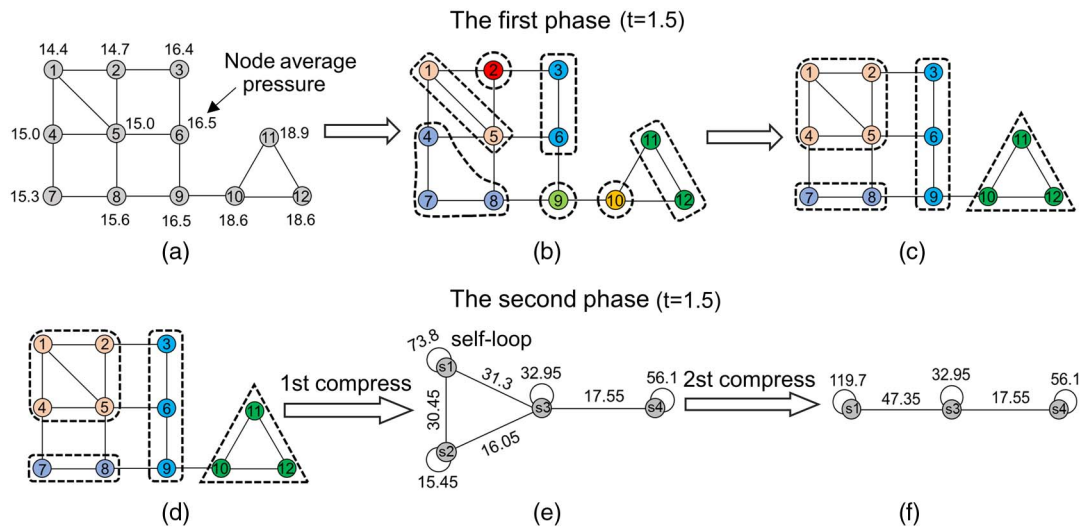 The first phase (t=1.5)
14.4 14.7 16.4
Node average
pressure
1 2 3
15.0 4 5 15.0 6 16.5
11 18.9
15.3 7 8 9 10 12
15.6 16.5 18.6 18.6
(a)
1 2 3
4 5 6
11
7 8 9 10 12
(b)
1 2 3
4 5 6
11
7 8 9 10 12
(c)
The second phase (t=1.5)
1 2 3
4 5 6
11
7 8 9 10 12
(d)
1st compress
73.8 self-loop
s1
31.3
32.95
30.45
s3
17.55
56.1
s4
16.05
s2
15.45
(e)
2st compress
119.7 32.95 56.1
47.35 17.55
s1 s3 s4
(f)